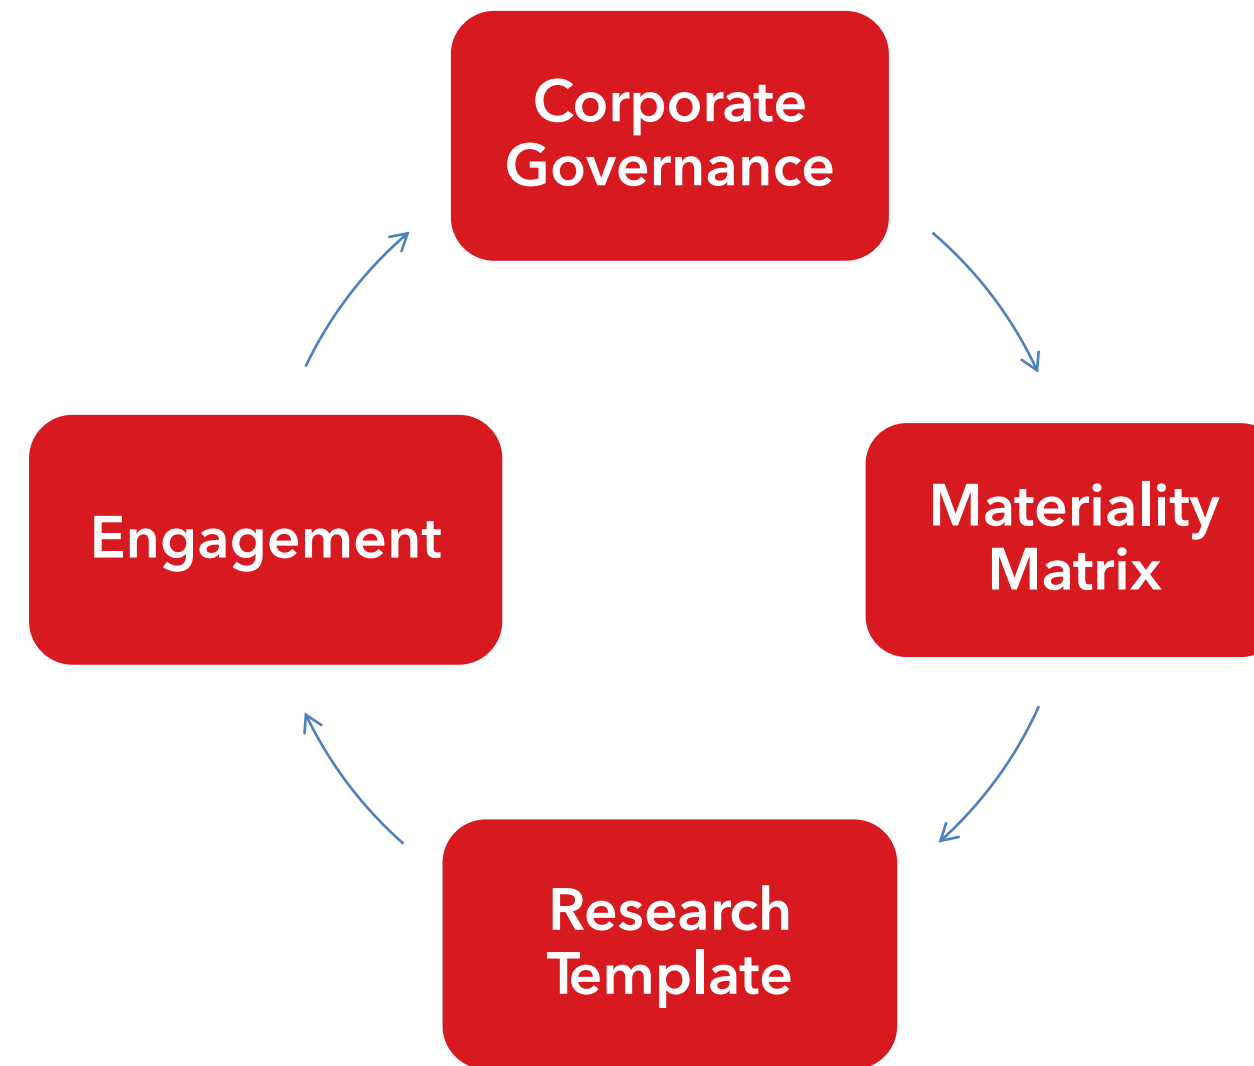 Corporate
Governance
Engagement
Materiality
Matrix
Research
Template